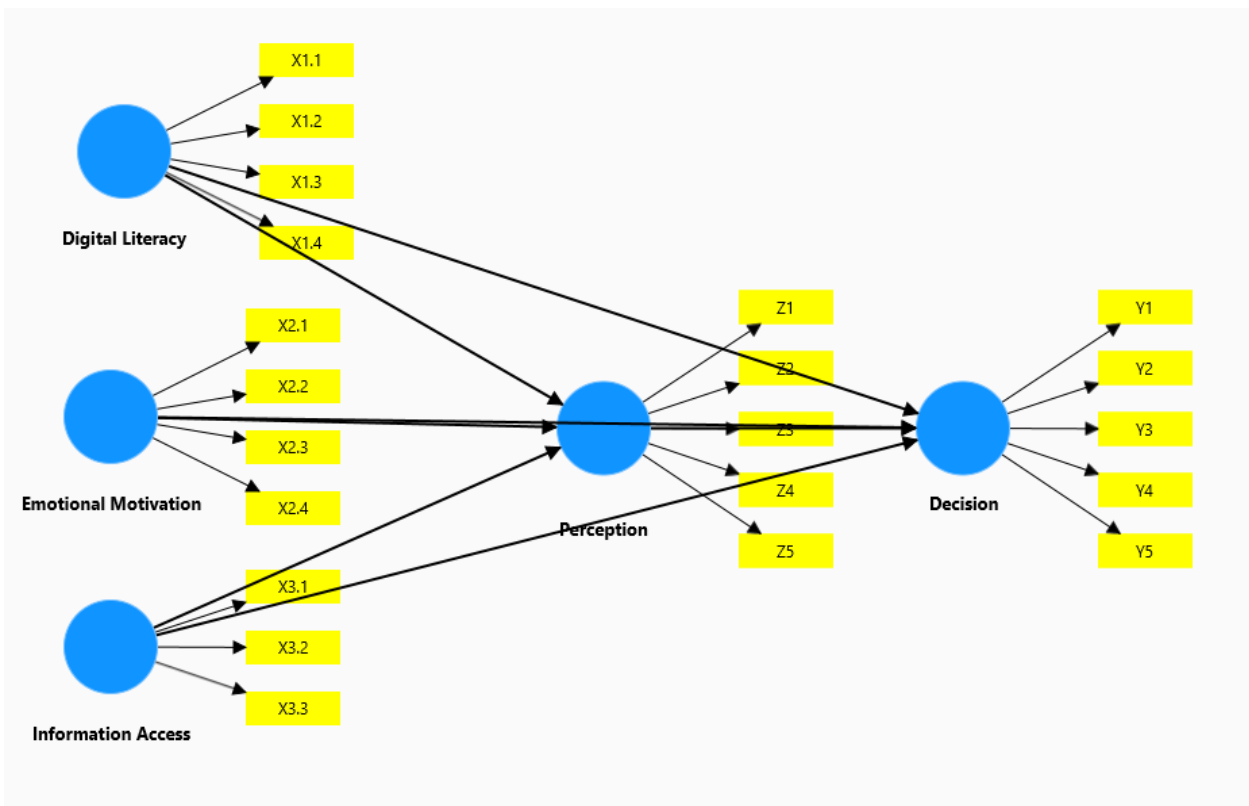 X1.1
X1.2
X1.3
X1.4
Digital Literacy
X2.1
X2.2
X2.3
X2.4
Emotional Motivation
X3.1
X3.2
X3.3
Information Access
Z1
Z2
Z3
Z4
Z5
Perception
Y1
Y2
Y3
Y4
Y5
Decision